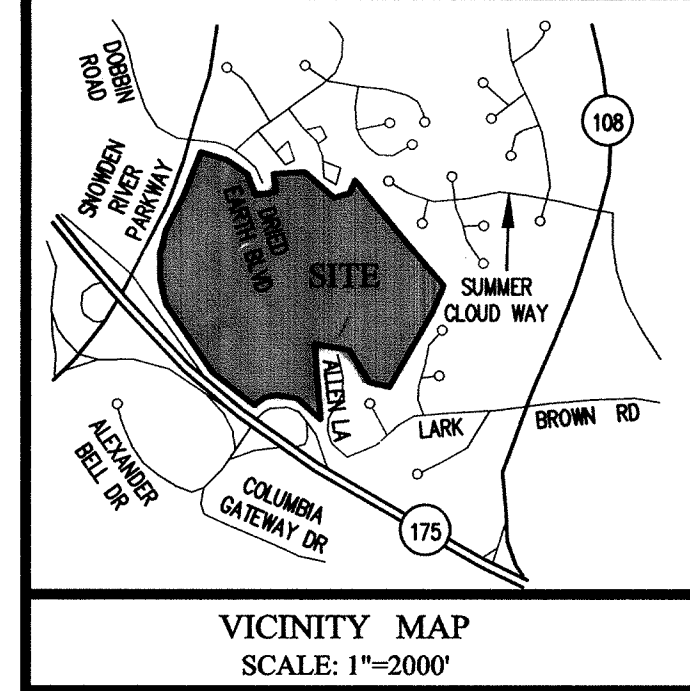 DOBBIN
ROAD
SNOWDEN
RIVER
PARKWAY
DRIED
EARTH BLVD
SITE
108
SUMMER
CLOUD WAY
ALLEN LA
LARK BROWN RD
ALEXANDER
BELL DR
COLUMBIA
GATEWAY DR
175
VICINITY MAP
SCALE: 1"=2000'